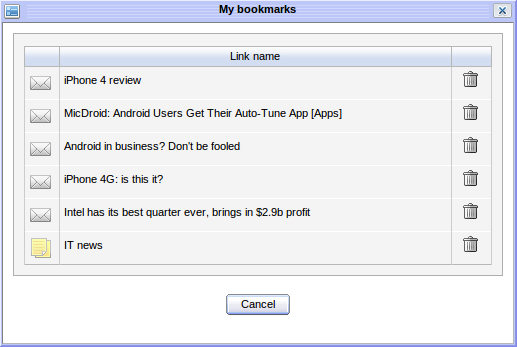 My bookmarks
Link name
iPhone 4 review
MicDroid: Android Users Get Their Auto-Tune App [Apps]
Android in business? Don't be fooled
iPhone 4G: is this it?
Intel has its best quarter ever, brings in $2.9b profit
IT news
Cancel